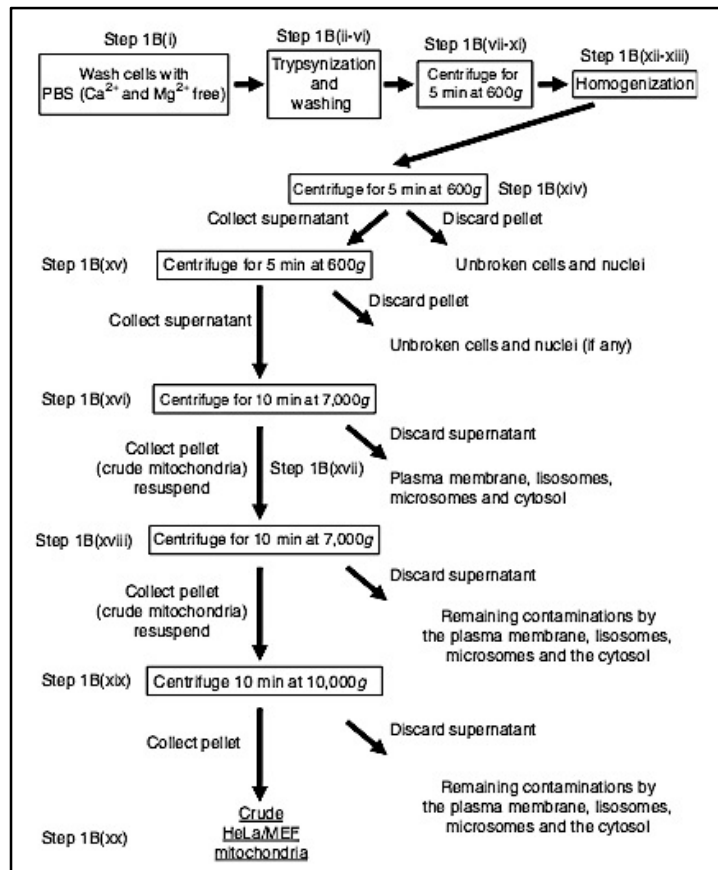 Step 1B(i)
Wash cells with
PBS (Ca2+ and Mg2+ free)
Step 1B(ii-vi)
Trypsynization
and
washing
Step 1B(vii-xi)
Centrifuge for
5 min at 600g
Step 1B(xii-xiii)
Homogenization
Centrifuge for 5 min at 600g
Step 1B(xiv)
Collect supernatant
Discard pellet
Unbroken cells and nuclei
Step 1B(xv)
Centrifuge for 5 min at 600g
Collect supernatant
Discard pellet
Unbroken cells and nuclei (if any)
Step 1B(xvi)
Centrifuge for 10 min at 7,000g
Collect pellet
(crude mitochondria)
resuspend
Step 1B(xvii)
Discard supernatant
Plasma membrane, lisosomes,
microsomes and cytosol
Step 1B(xviii)
Centrifuge for 10 min at 7,000g
Collect pellet
(crude mitochondria)
resuspend
Discard supernatant
Remaining contaminations by
the plasma membrane, lisosomes,
microsomes and the cytosol
Step 1B(xix)
Centrifuge 10 min at 10,000g
Collect pellet
Discard supernatant
Remaining contaminations by
the plasma membrane, lisosomes,
microsomes and the cytosol
Step 1B(xx)
Crude
HeLa/MEF
mitochondria